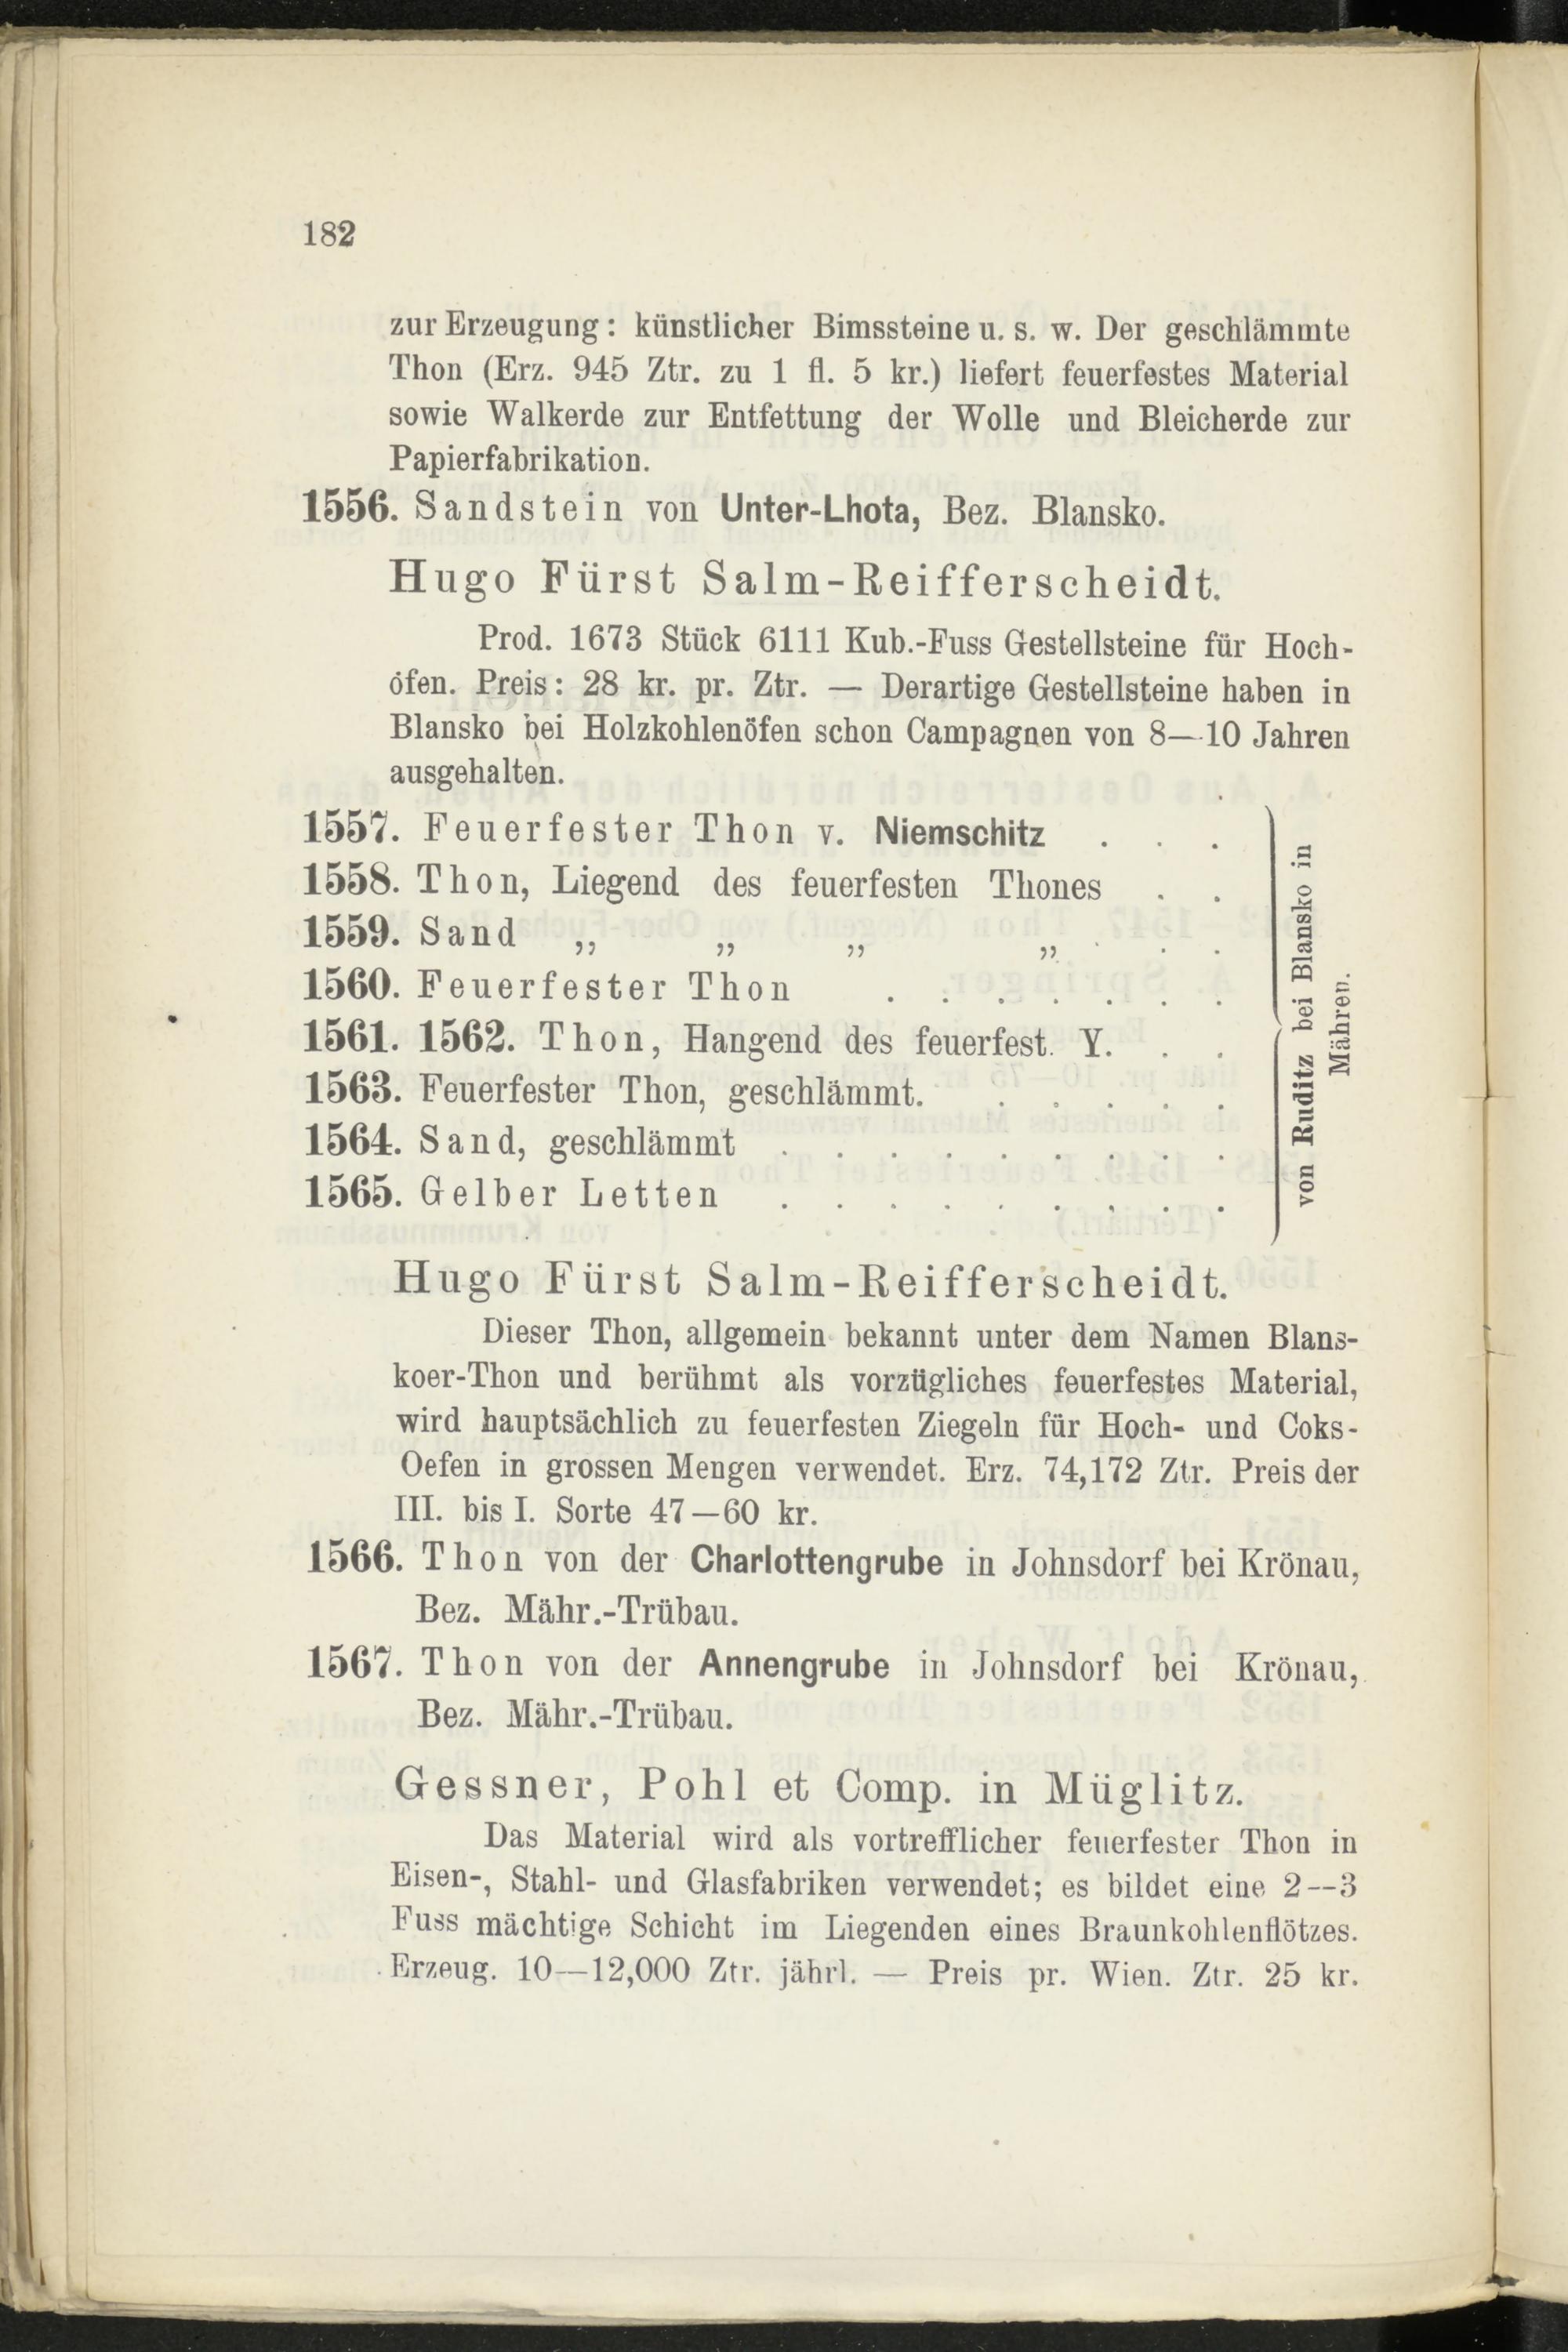 182
zur Erzeugung: künstlicher Bimssteine u. s. w. Der geschlämmte
Thon (Erz. 945 Ztr. zu 1 fl. 5 kr.) liefert feuerfestes Material
sowie Walkerde zur Entfettung der Wolle und Bleicherde zur
Papierfabrikation.
1556. Sandstein von Unter-Lhota, Bez. Blansko.
Hugo Fürst Salm-Reifferscheidt.
Prod. 1673 Stück 6111 Kub.-Fuss Gestellsteine für Hoch-
öfen. Preis: 28 kr. pr. Ztr. — Derartige Gestellsteine haben in
Blansko bei Holzkohlenöfen schon Campagnen von 8—10 Jahren
ausgehalten.
1557. Feuerfester Thon v. Niemschitz . . .
1558. Thon, Liegend des feuerfesten Thones . .
1559. Sand „ „ „ „ . . .
1560. Feuerfester Thon . . . . . . .
1561. 1562. Thon, Hangend des feuerfest. Y. . .
1563. Feuerfester Thon, geschlämmt. . . . . .
1564. Sand, geschlämmt . . . . . . . . .
1565. Gelber Letten . . . . . . . . .
von Ruditz bei Blansko in
Mähren.
Hugo Fürst Salm-Reifferscheidt.
Dieser Thon, allgemein bekannt unter dem Namen Blans-
koer-Thon und berühmt als vorzügliches feuerfestes Material,
wird hauptsächlich zu feuerfesten Ziegeln für Hoch- und Coks-
Oefen in grossen Mengen verwendet. Erz. 74,172 Ztr. Preis der
III. bis I. Sorte 47—60 kr.
1566. Thon von der Charlottengrube in Johnsdorf bei Krönau,
Bez. Mähr.-Trübau.
1567. Thon von der Annengrube in Johnsdorf bei Krönau,
Bez. Mähr.-Trübau.
Gessner, Pohl et Comp. in Müglitz.
Das Material wird als vortrefflicher feuerfester Thon in
Eisen-, Stahl- und Glasfabriken verwendet; es bildet eine 2—3
Fuss mächtige Schicht im Liegenden eines Braunkohlenflötzes.
Erzeug. 10—12,000 Ztr. jährl. — Preis pr. Wien. Ztr. 25 kr.